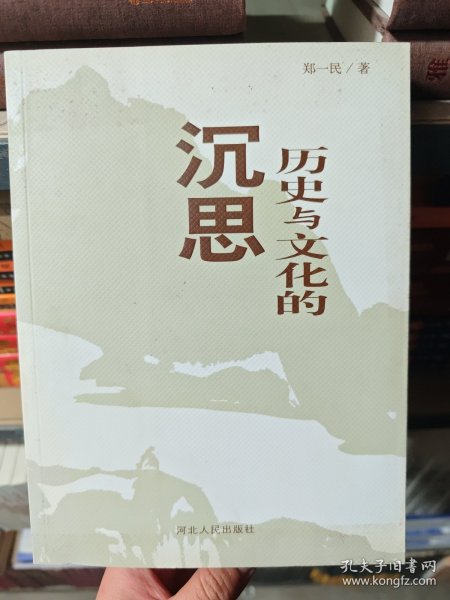 郑一民/著
历史与文化的
沉思
河北人民出版社
雅
孔夫子旧书网
www.kongfz.com